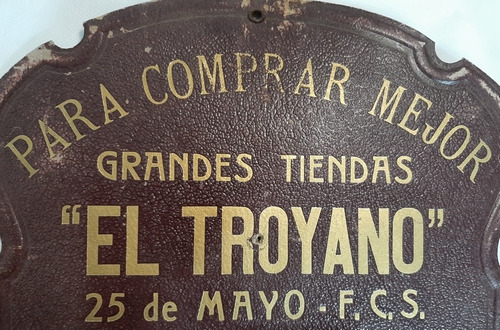 PARA COMPRAR MEJOR
GRANDES TIENDAS
"EL TROYANO"
25 de MAYO - F.C.S.